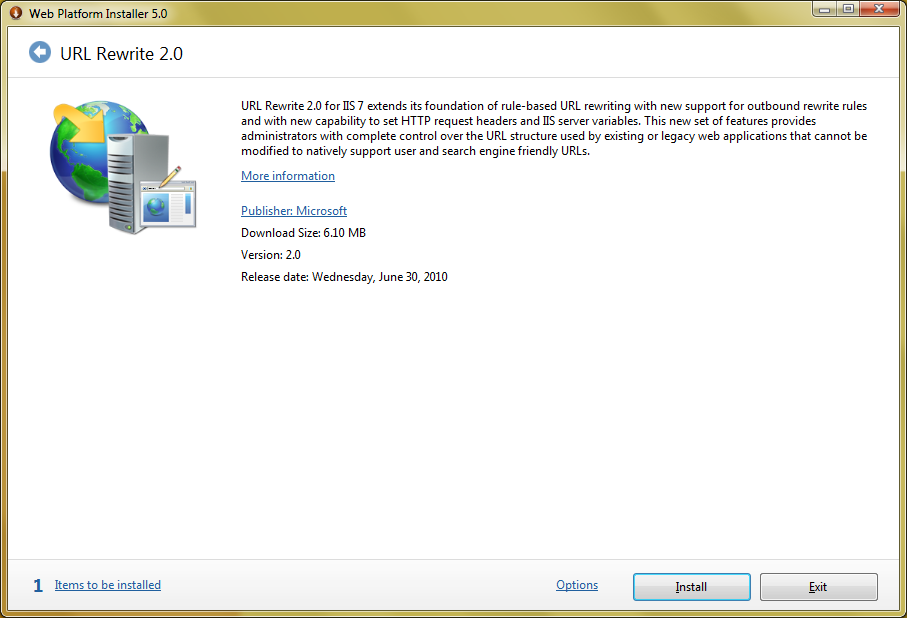 Web Platform Installer 5.0
URL Rewrite 2.0
URL Rewrite 2.0 for IIS 7 extends its foundation of rule-based URL rewriting with new support for outbound rewrite rules
and with new capability to set HTTP request headers and IIS server variables. This new set of features provides
administrators with complete control over the URL structure used by existing or legacy web applications that cannot be
modified to natively support user and search engine friendly URLs.
More information
Publisher: Microsoft
Download Size: 6.10 MB
Version: 2.0
Release date: Wednesday, June 30, 2010
1 Items to be installed
Options
Install
Exit